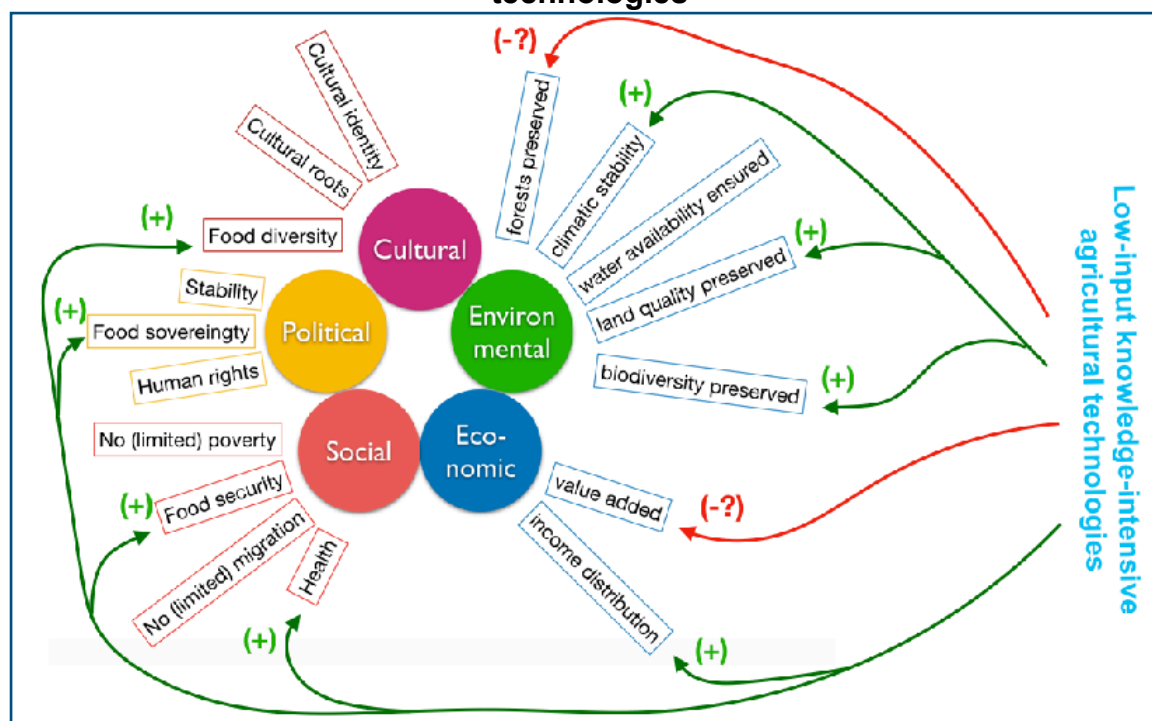 technologies
(-?)
(+)
Cultural identity
Cultural roots
forests preserved
climatic stability
water availability ensured
(+)
Food diversity
Cultural
land quality preserved
(+)
Stability
(+)
Food sovereingty
Political
Environ
mental
Human rights
biodiversity preserved
(+)
No (limited) poverty
Social
Eco-
nomic
Food security
(+)
value added
(-?)
No (limited) migration
Health
income distribution
(+)
(+)
Low-input knowledge-intensive
agricultural technologies